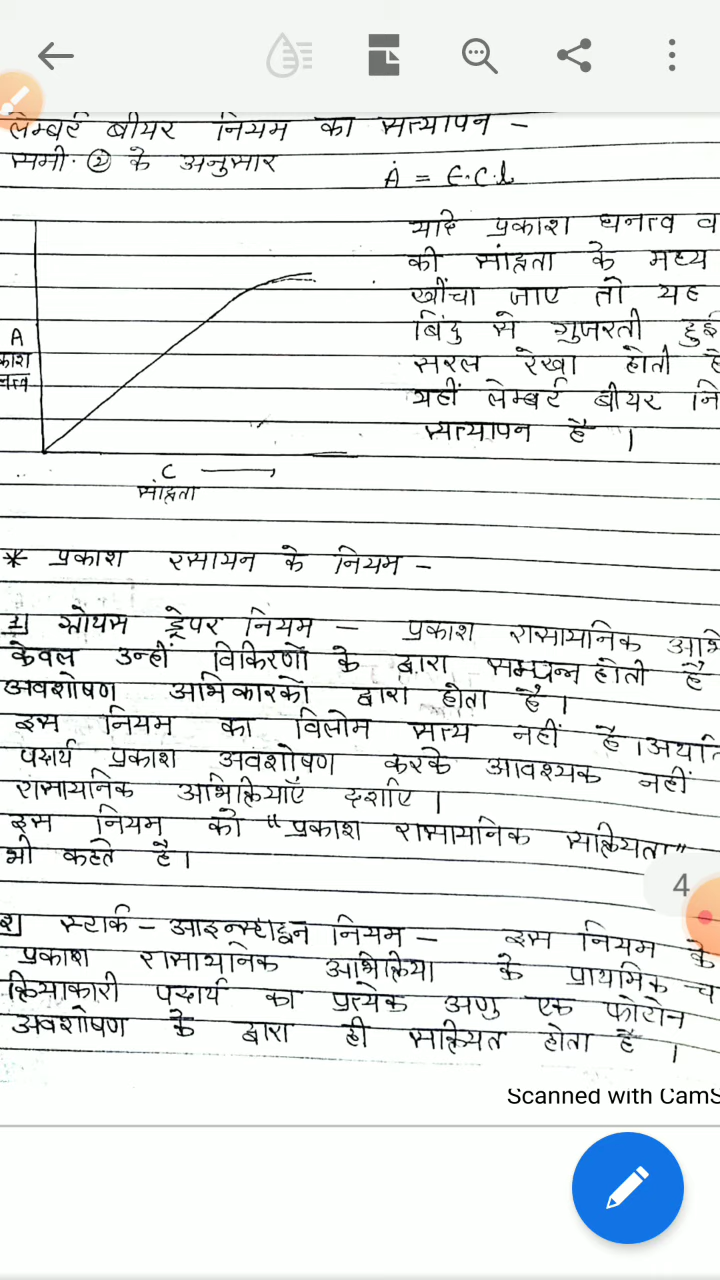 लेम्बर्ट बीयर नियम का सत्यापन –
समी. ② के अनुसार
A = ε.c.l
यदि प्रकाश घनत्व व
की सांद्रता के मध्य
खींचा जाए तो यह
बिंदु से गुजरती हुई
सरल रेखा होती है
यहीं लेम्बर्ट बीयर नि
सत्यापन है ।
A
काश
नत्व
C
सांद्रता
* प्रकाश रसायन के नियम –
1] ग्रोथस ड्रेपर नियम – प्रकाश रासायनिक अभि
केवल उन्हीं विकिरणों के द्वारा सम्पन्न होती है
अवशोषण अभिकारकों द्वारा होता है ।
इस नियम का विलोम सत्य नहीं है । अर्थात
पदार्थ प्रकाश अवशोषण करके आवश्यक नहीं
रासायनिक अभिक्रियाएँ दर्शाए ।
इस नियम को "प्रकाश रासायनिक सक्रियता"
भी कहते है ।
4
2] स्टार्क – आइन्स्टाइन नियम – इस नियम के
प्रकाश रासायनिक अभिक्रिया के प्राथमिक च
क्रियाकारी पदार्थ का प्रत्येक अणु एक फोटोन
अवशोषण के द्वारा ही सक्रियत होता है ।
Scanned with CamS